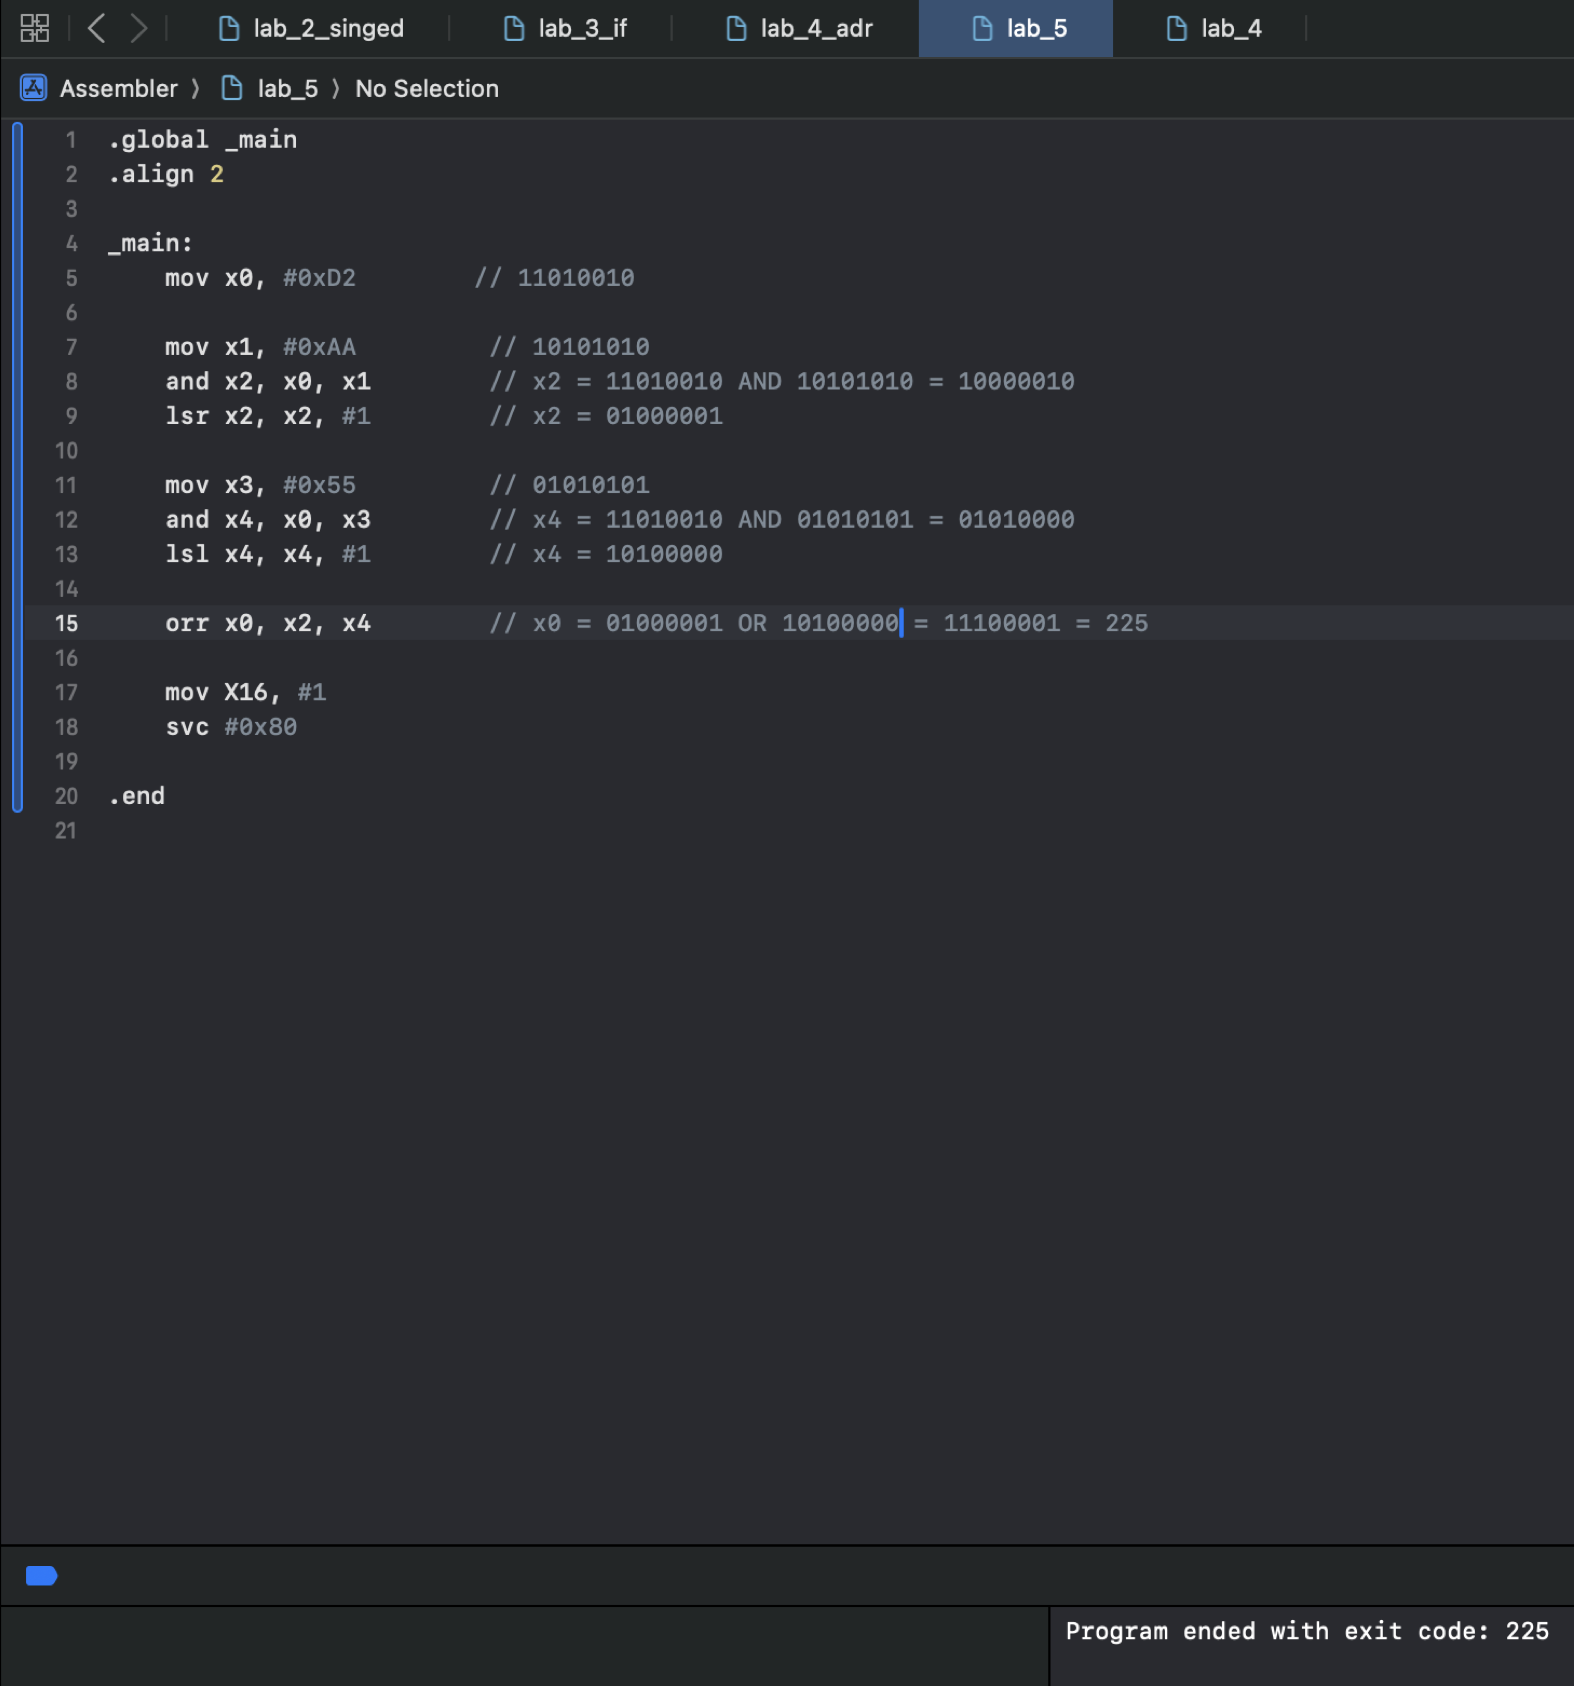 lab_2_singed lab_3_if lab_4_adr lab_5 lab_4
Assembler 〉 lab_5 〉 No Selection
1 .global _main
2 .align 2
3
4 _main:
5     mov x0, #0xD2        // 11010010
6
7     mov x1, #0xAA         // 10101010
8     and x2, x0, x1        // x2 = 11010010 AND 10101010 = 10000010
9     lsr x2, x2, #1        // x2 = 01000001
10
11     mov x3, #0x55         // 01010101
12     and x4, x0, x3        // x4 = 11010010 AND 01010101 = 01010000
13     lsl x4, x4, #1        // x4 = 10100000
14
15     orr x0, x2, x4        // x0 = 01000001 OR 10100000 = 11100001 = 225
16
17     mov X16, #1
18     svc #0x80
19
20 .end
21
Program ended with exit code: 225